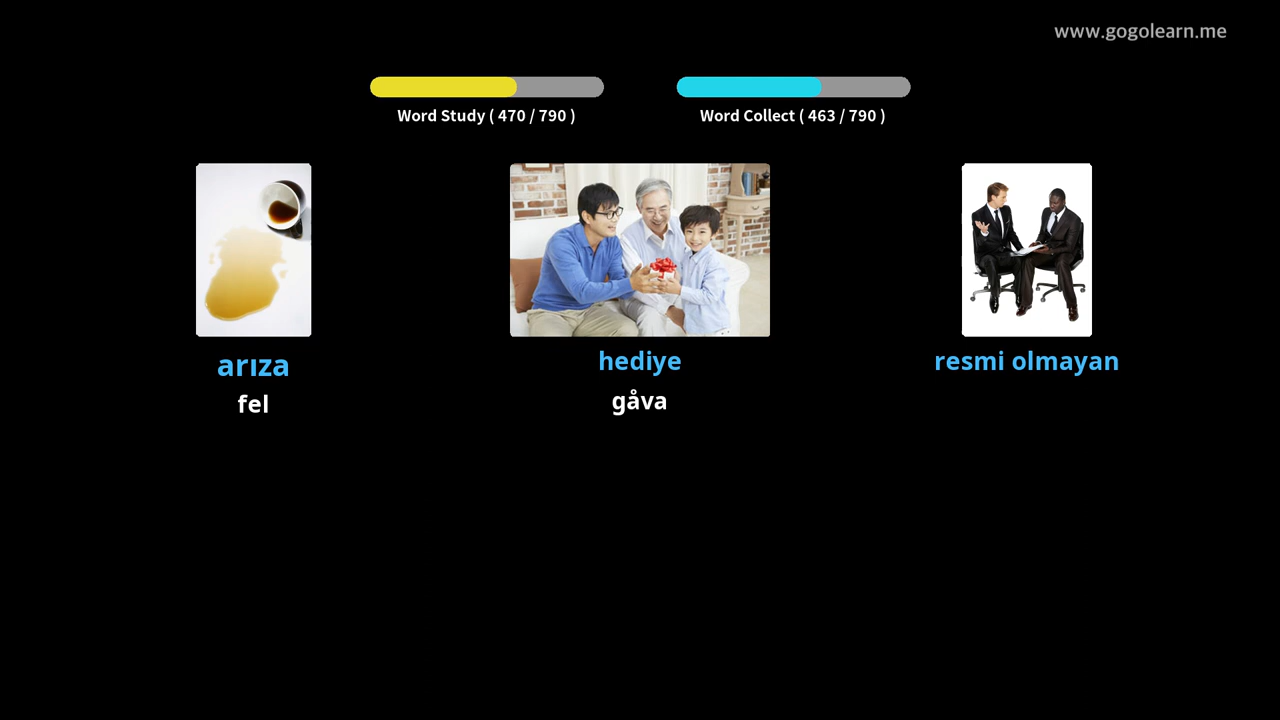 www.gogolearn.me
Word Study ( 470 / 790 )
Word Collect ( 463 / 790 )
arıza
fel
hediye
gåva
resmi olmayan